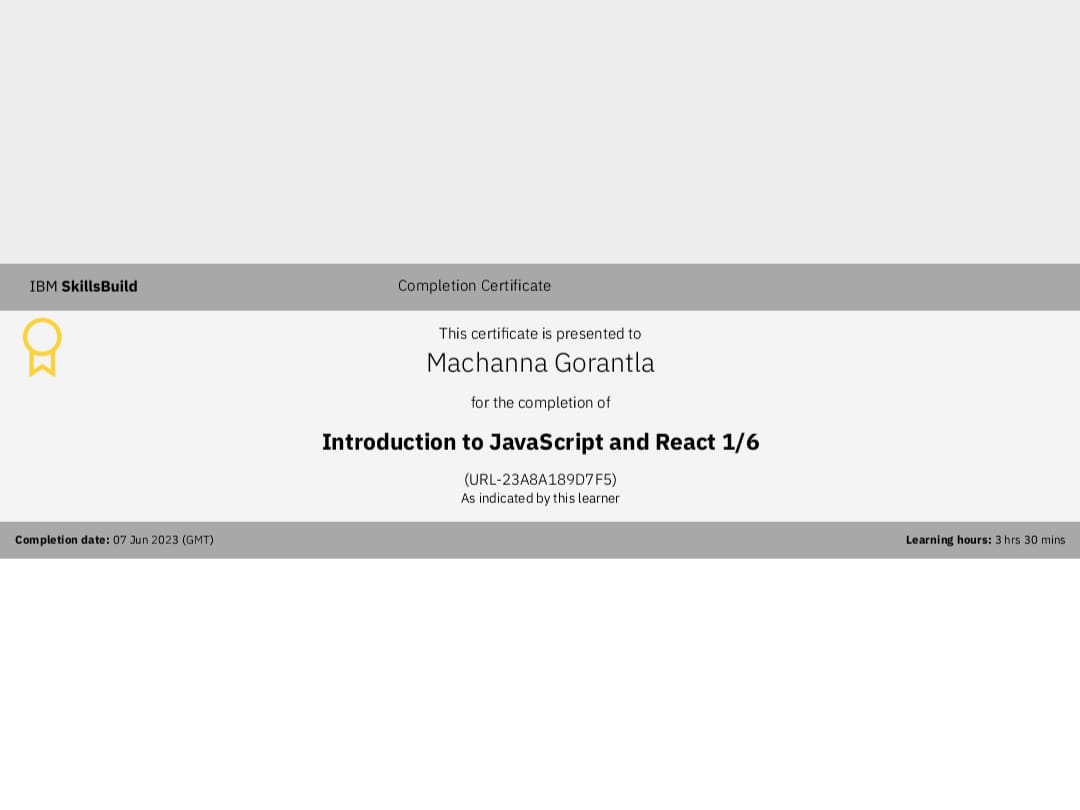 IBM SkillsBuild
Completion Certificate
This certificate is presented to
Machanna Gorantla
for the completion of
Introduction to JavaScript and React 1/6
(URL-23A8A189D7F5)
As indicated by this learner
Completion date: 07 Jun 2023 (GMT)
Learning hours: 3 hrs 30 mins